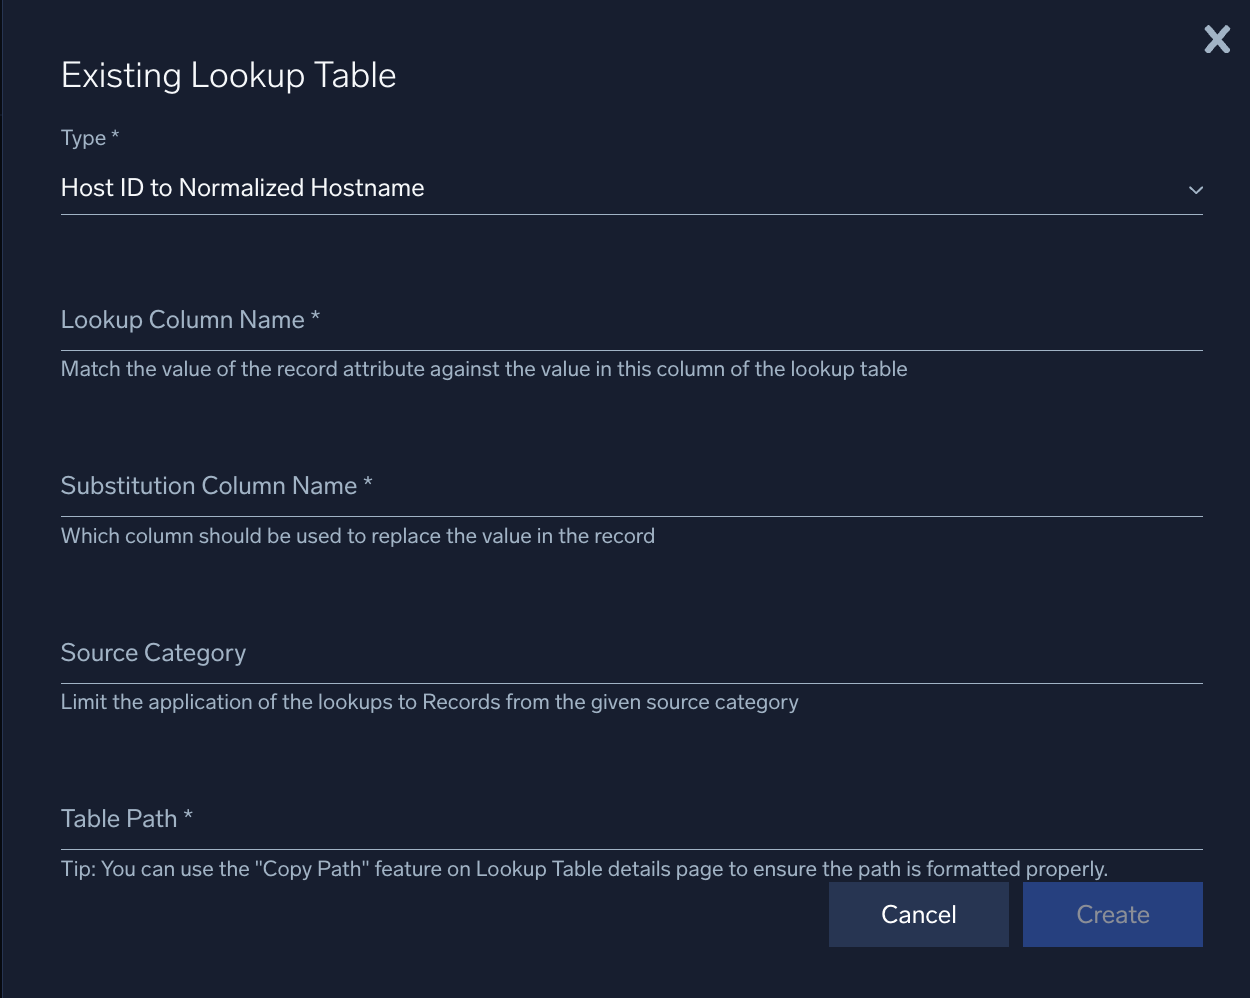 Existing Lookup Table
Type *
Host ID to Normalized Hostname
Lookup Column Name *
Match the value of the record attribute against the value in this column of the lookup table
Substitution Column Name *
Which column should be used to replace the value in the record
Source Category
Limit the application of the lookups to Records from the given source category
Table Path *
Tip: You can use the "Copy Path" feature on Lookup Table details page to ensure the path is formatted properly.
Cancel
Create